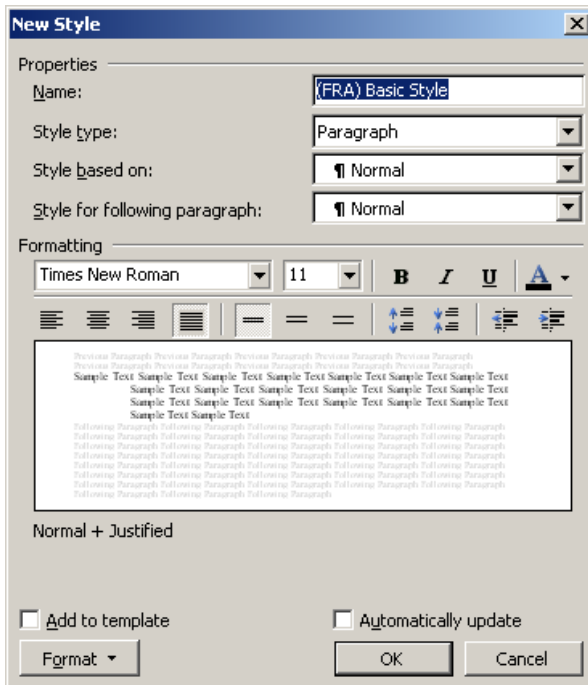 New Style
Properties
Name: (FRA) Basic Style
Style type: Paragraph
Style based on: ¶ Normal
Style for following paragraph: ¶ Normal
Formatting
Times New Roman 11 B I U A
Previous Paragraph Previous Paragraph Previous Paragraph Previous Paragraph Previous Paragraph
Previous Paragraph Previous Paragraph Previous Paragraph Previous Paragraph Previous Paragraph
Sample Text Sample Text Sample Text Sample Text Sample Text Sample Text Sample Text
Sample Text Sample Text Sample Text Sample Text Sample Text Sample Text
Sample Text Sample Text Sample Text Sample Text Sample Text Sample Text
Sample Text Sample Text
Following Paragraph Following Paragraph Following Paragraph Following Paragraph Following Paragraph
Following Paragraph Following Paragraph Following Paragraph Following Paragraph Following Paragraph
Following Paragraph Following Paragraph Following Paragraph Following Paragraph Following Paragraph
Following Paragraph Following Paragraph Following Paragraph Following Paragraph Following Paragraph
Following Paragraph Following Paragraph Following Paragraph Following Paragraph Following Paragraph
Following Paragraph Following Paragraph Following Paragraph Following Paragraph Following Paragraph
Following Paragraph Following Paragraph Following Paragraph Following Paragraph Following Paragraph
Following Paragraph Following Paragraph Following Paragraph
Normal + Justified
Add to template Automatically update
Format OK Cancel